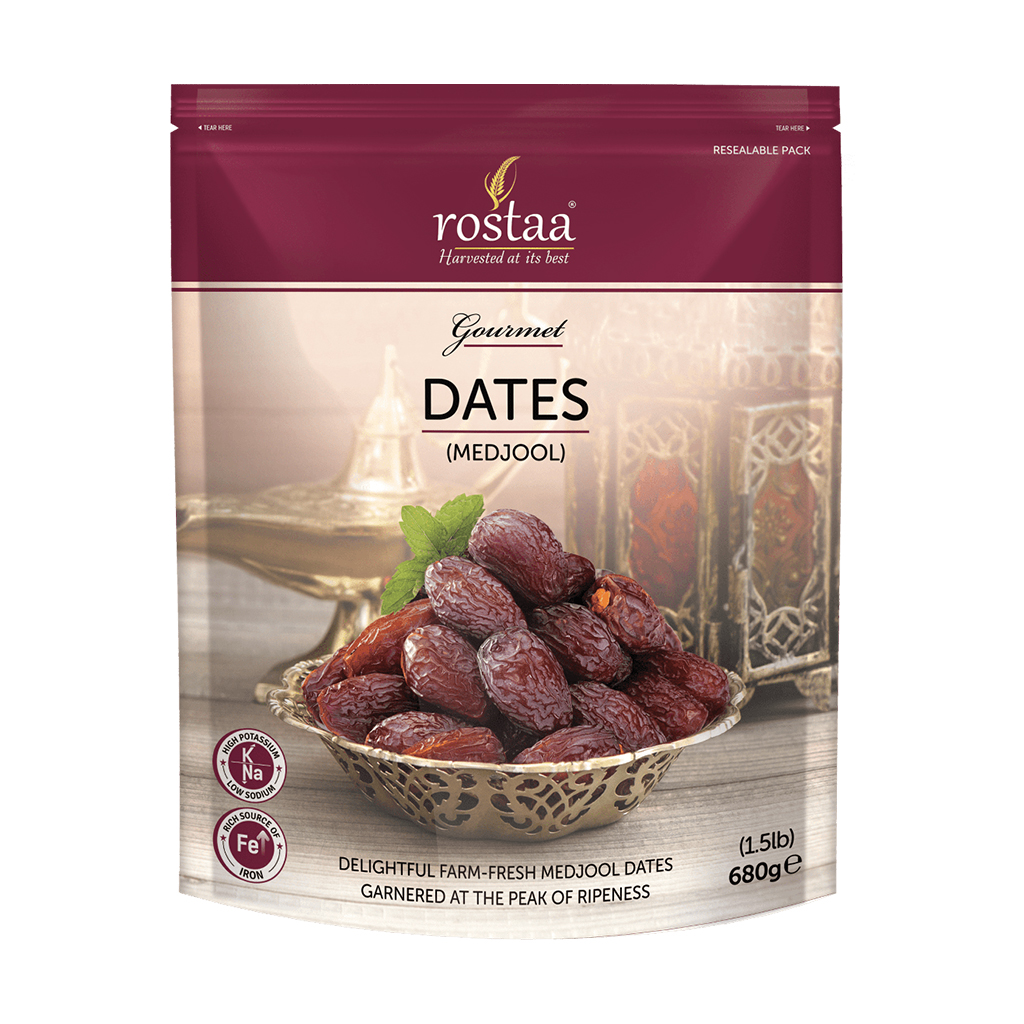 TEAR HERE
TEAR HERE
RESEALABLE PACK
rostaa®
Harvested at its best
Gourmet
DATES
(MEDJOOL)
HIGH POTASSIUM
K
Na
LOW SODIUM
RICH SOURCE OF
Fe
IRON
DELIGHTFUL FARM-FRESH MEDJOOL DATES
GARNERED AT THE PEAK OF RIPENESS
(1.5lb)
680g℮